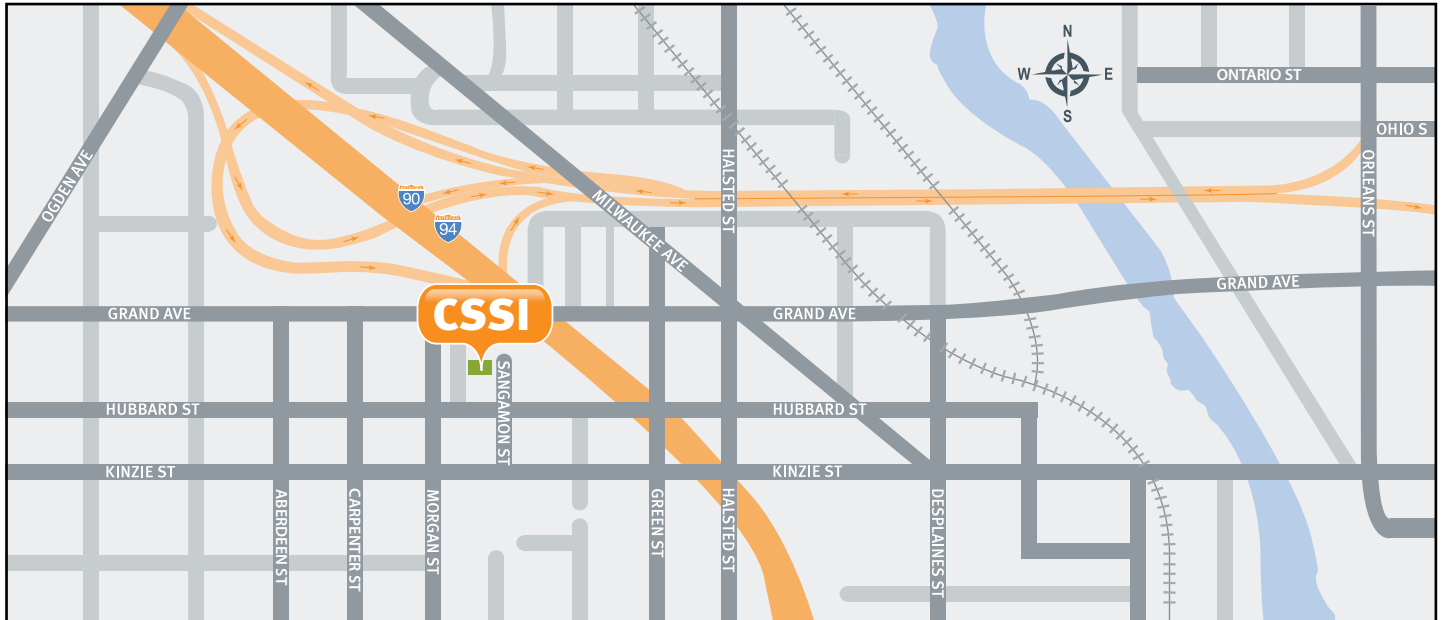 N
W
E
S
ONTARIO ST
OHIO S
OGDEN AVE
HALSTED ST
ORLEANS ST
90
94
MILWAUKEE AVE
GRAND AVE
GRAND AVE
CSSI
GRAND AVE
SANGAMON ST
HUBBARD ST
HUBBARD ST
KINZIE ST
KINZIE ST
ABERDEEN ST
CARPENTER ST
MORGAN ST
GREEN ST
HALSTED ST
DESPLAINES ST